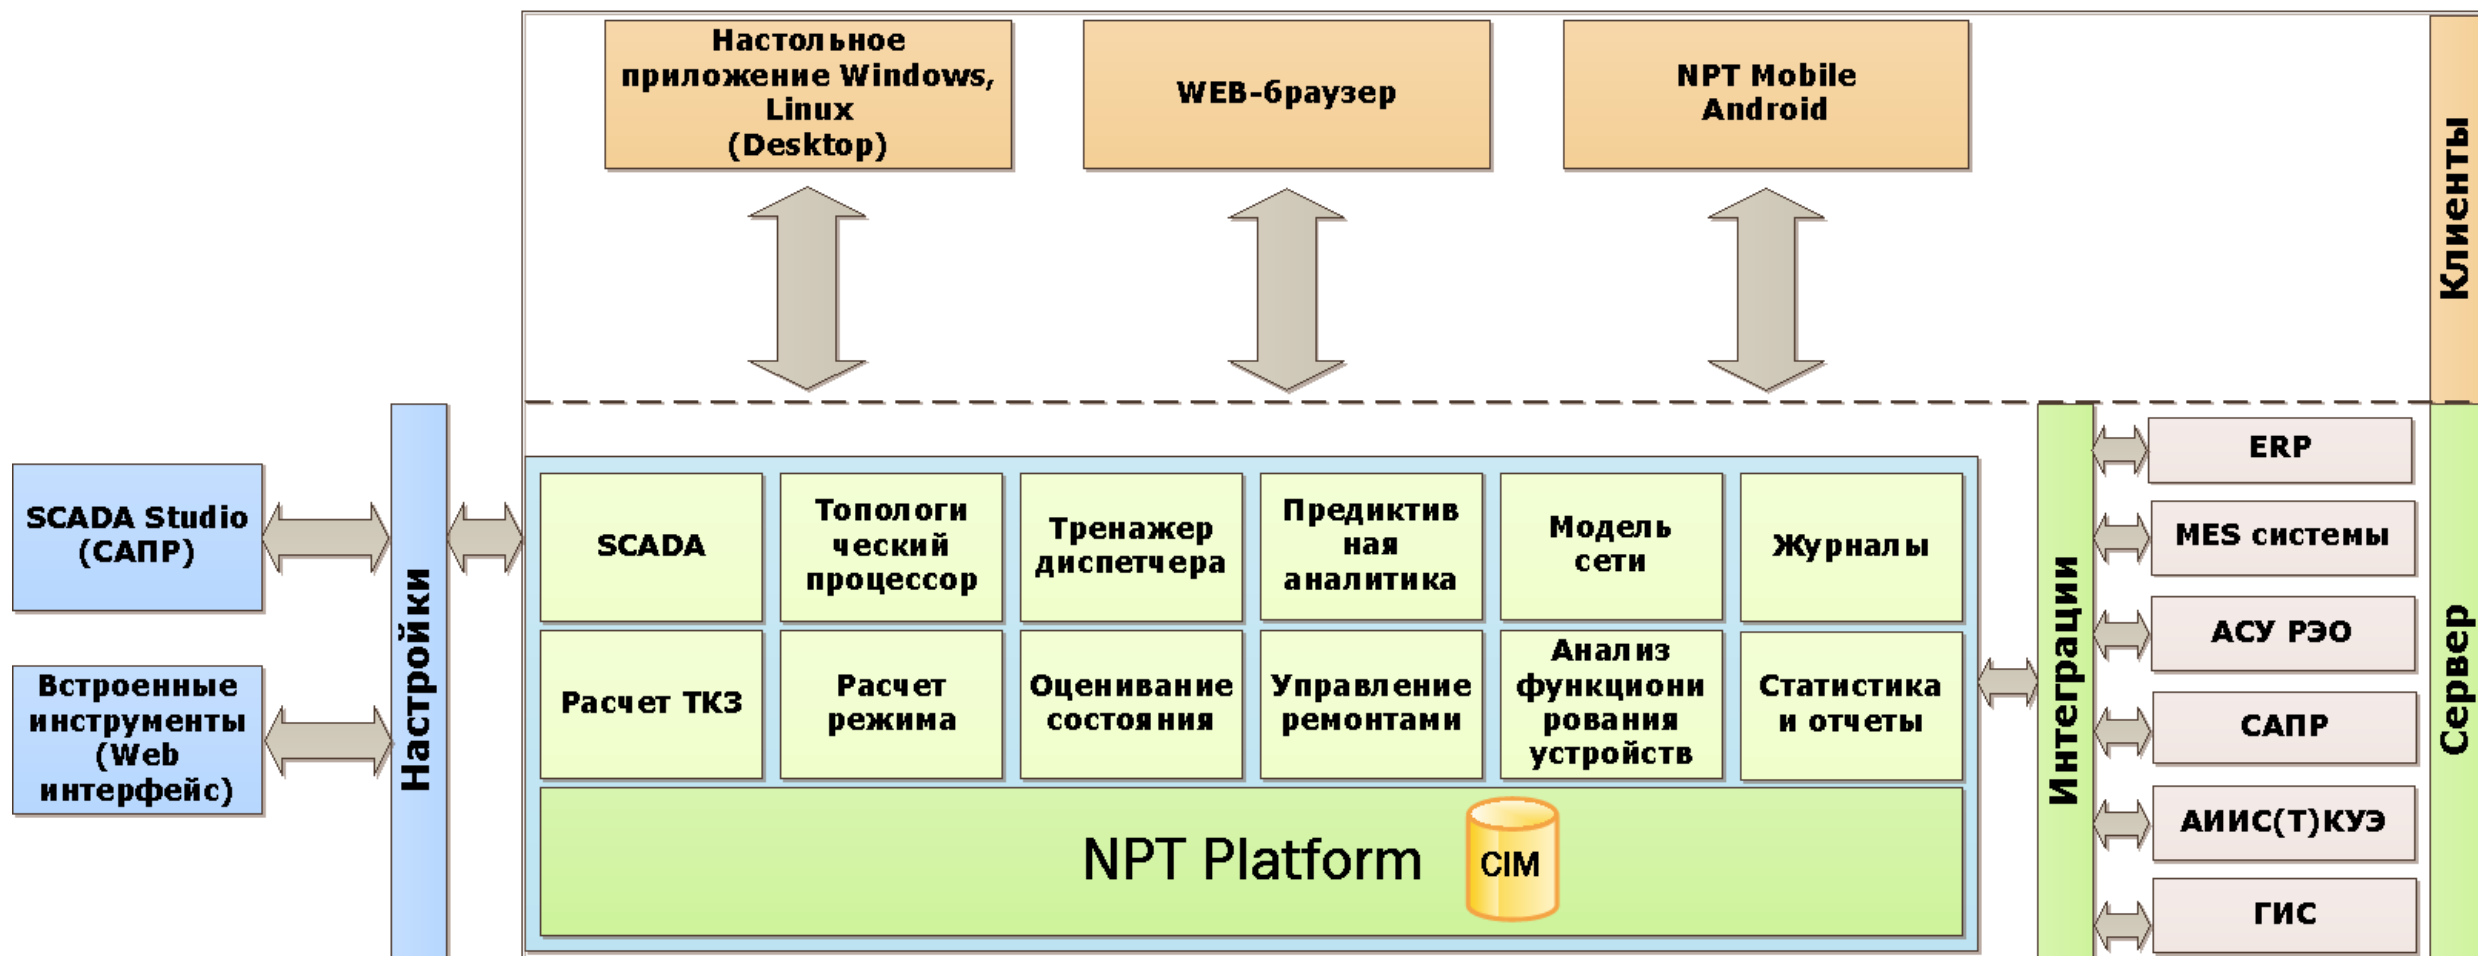 Настольное
приложение Windows,
Linux
(Desktop)
WEB-браузер
NPT Mobile
Android
Клиенты
SCADA Studio
(САПР)
Встроенные
инструменты
(Web
интерфейс)
Настройки
SCADA
Топологи
ческий
процессор
Тренажер
диспетчера
Предиктив
ная
аналитика
Модель
сети
Журналы
Расчет ТКЗ
Расчет
режима
Оценивание
состояния
Управление
ремонтами
Анализ
функциони
рования
устройств
Статистика
и отчеты
NPT Platform
CIM
Интеграции
ERP
MES системы
АСУ РЭО
САПР
АИИС(Т)КУЭ
ГИС
Сервер